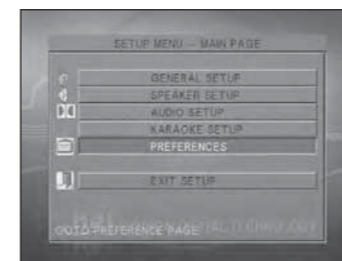 SETUP MENU -- MAIN PAGE
GENERAL SETUP
SPEAKER SETUP
AUDIO SETUP
KARAOKE SETUP
PREFERENCES
EXIT SETUP
GOTO PREFERENCE PAGE